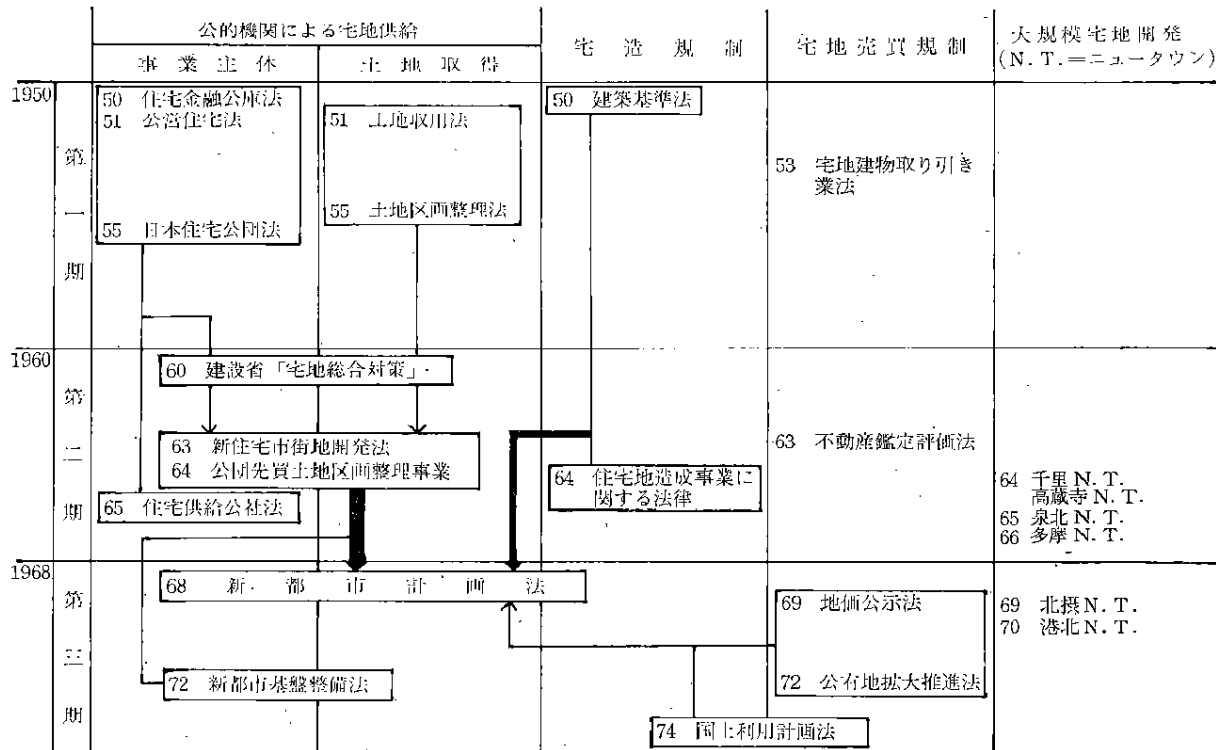 公的機関による宅地供給
事業主体
土地取得
宅造規制
宅地売買規制
大規模宅地開発
(N.T.=ニュータウン)
1950
第一期
50 住宅金融公庫法
51 公営住宅法
55 日本住宅公団法
51 土地収用法
55 土地区画整理法
50 建築基準法
53 宅地建物取り引き
業法
1960
第二期
60 建設省「宅地総合対策」
63 新住宅市街地開発法
64 公団先買土地区画整理事業
65 住宅供給公社法
64 住宅地造成事業に
関する法律
63 不動産鑑定評価法
64 千里N.T.
高蔵寺N.T.
65 泉北N.T.
66 多摩N.T.
1968
第三期
68 新都市計画法
72 新都市基盤整備法
69 地価公示法
72 公有地拡大推進法
74 国土利用計画法
69 北摂N.T.
70 港北N.T.